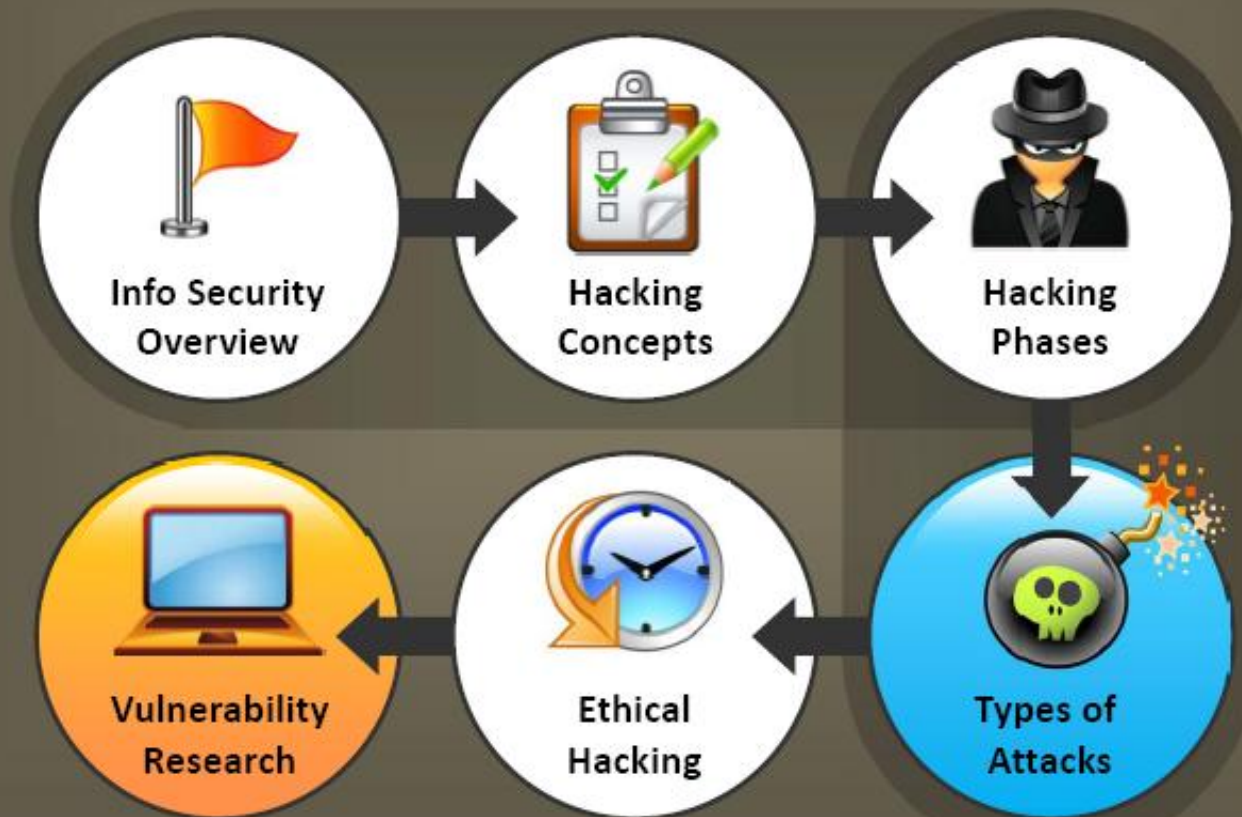 Info Security
Overview
Hacking
Concepts
Hacking
Phases
Types of
Attacks
Ethical
Hacking
Vulnerability
Research